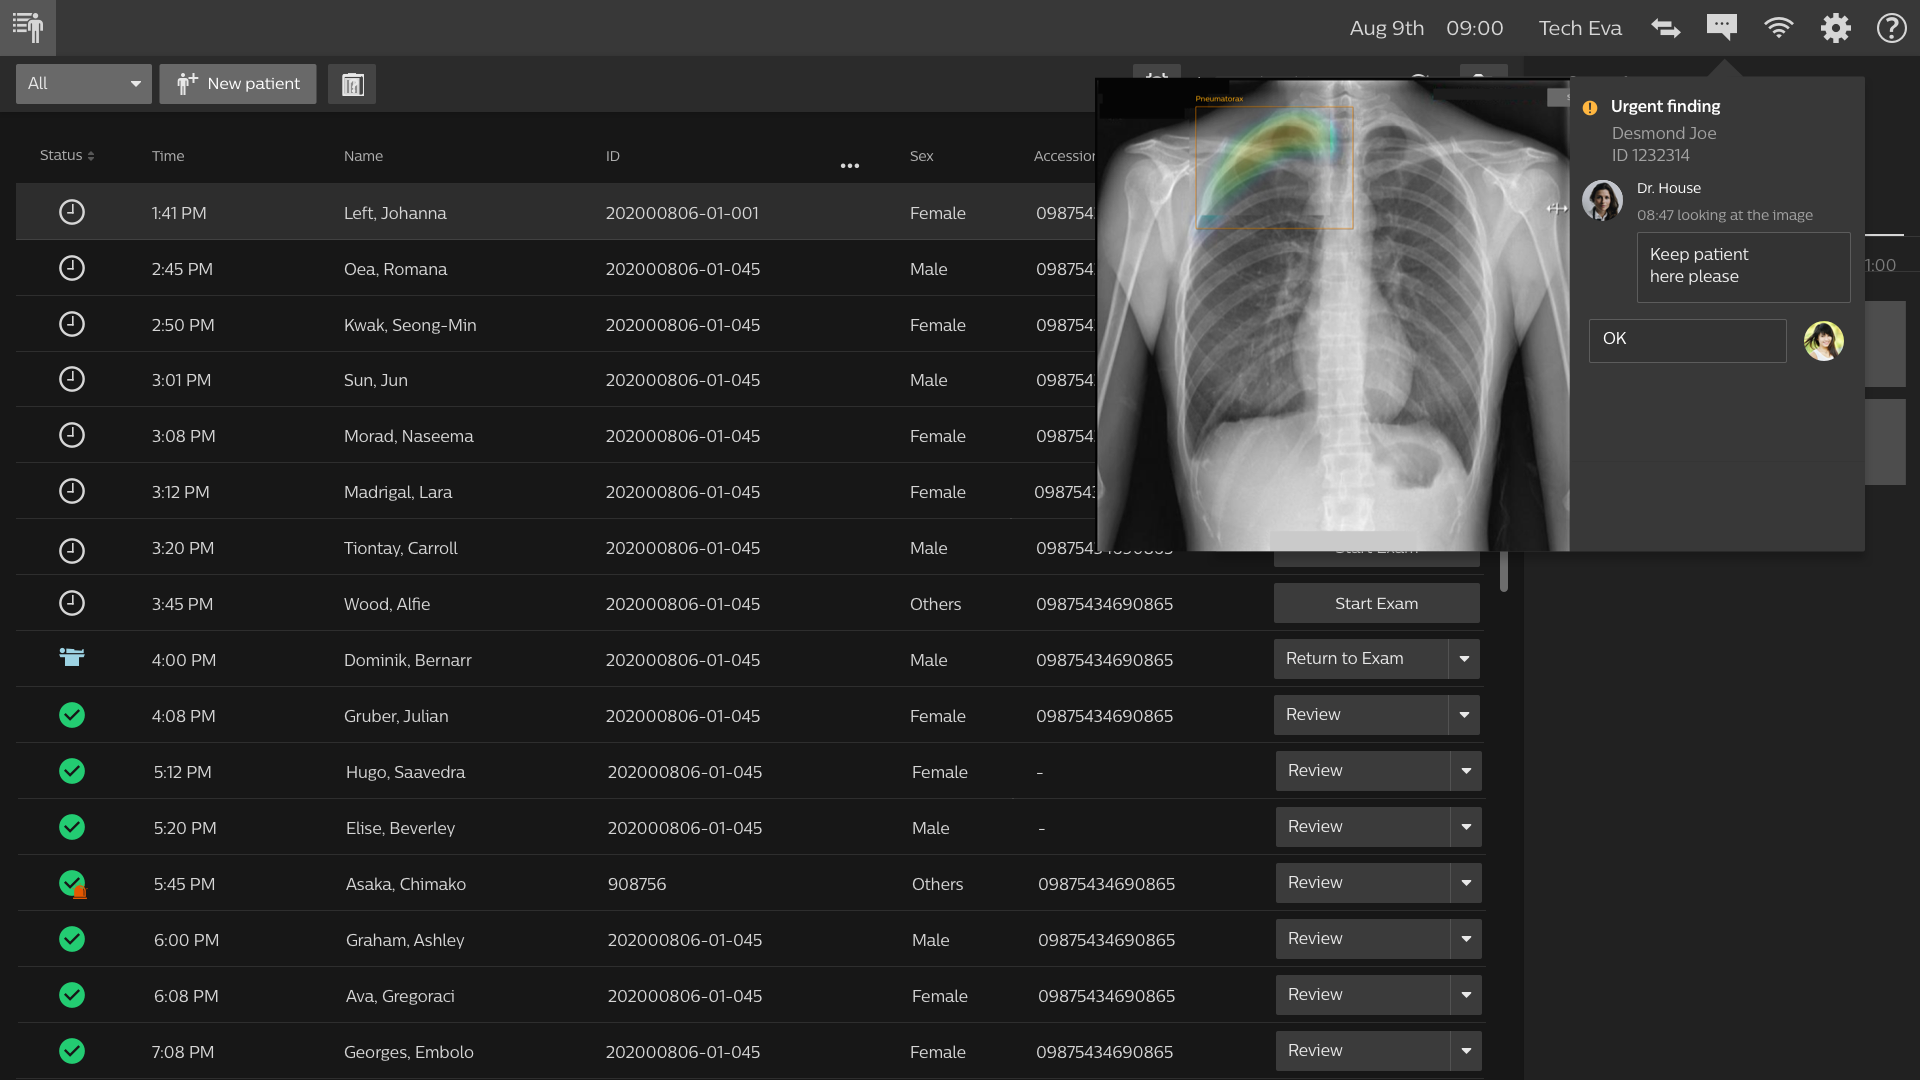 Aug 9th 09:00 Tech Eva
All New patient
Status Time Name ID ... Sex Accession
1:41 PM Left, Johanna 202000806-01-001 Female 098754
2:45 PM Oea, Romana 202000806-01-045 Male 098754
2:50 PM Kwak, Seong-Min 202000806-01-045 Female 098754
3:01 PM Sun, Jun 202000806-01-045 Male 098754
3:08 PM Morad, Naseema 202000806-01-045 Female 098754
3:12 PM Madrigal, Lara 202000806-01-045 Female 098754
3:20 PM Tiontay, Carroll 202000806-01-045 Male 09875434690865 Start Exam
3:45 PM Wood, Alfie 202000806-01-045 Others 09875434690865 Start Exam
4:00 PM Dominik, Bernarr 202000806-01-045 Male 09875434690865 Return to Exam
4:08 PM Gruber, Julian 202000806-01-045 Female 09875434690865 Review
5:12 PM Hugo, Saavedra 202000806-01-045 Female - Review
5:20 PM Elise, Beverley 202000806-01-045 Male - Review
5:45 PM Asaka, Chimako 908756 Others 09875434690865 Review
6:00 PM Graham, Ashley 202000806-01-045 Male 09875434690865 Review
6:08 PM Ava, Gregoraci 202000806-01-045 Female 09875434690865 Review
7:08 PM Georges, Embolo 202000806-01-045 Female 09875434690865 Review
Pneumatorax
Urgent finding
Desmond Joe
ID 1232314
Dr. House
08:47 looking at the image
Keep patient
here please
OK
1:00